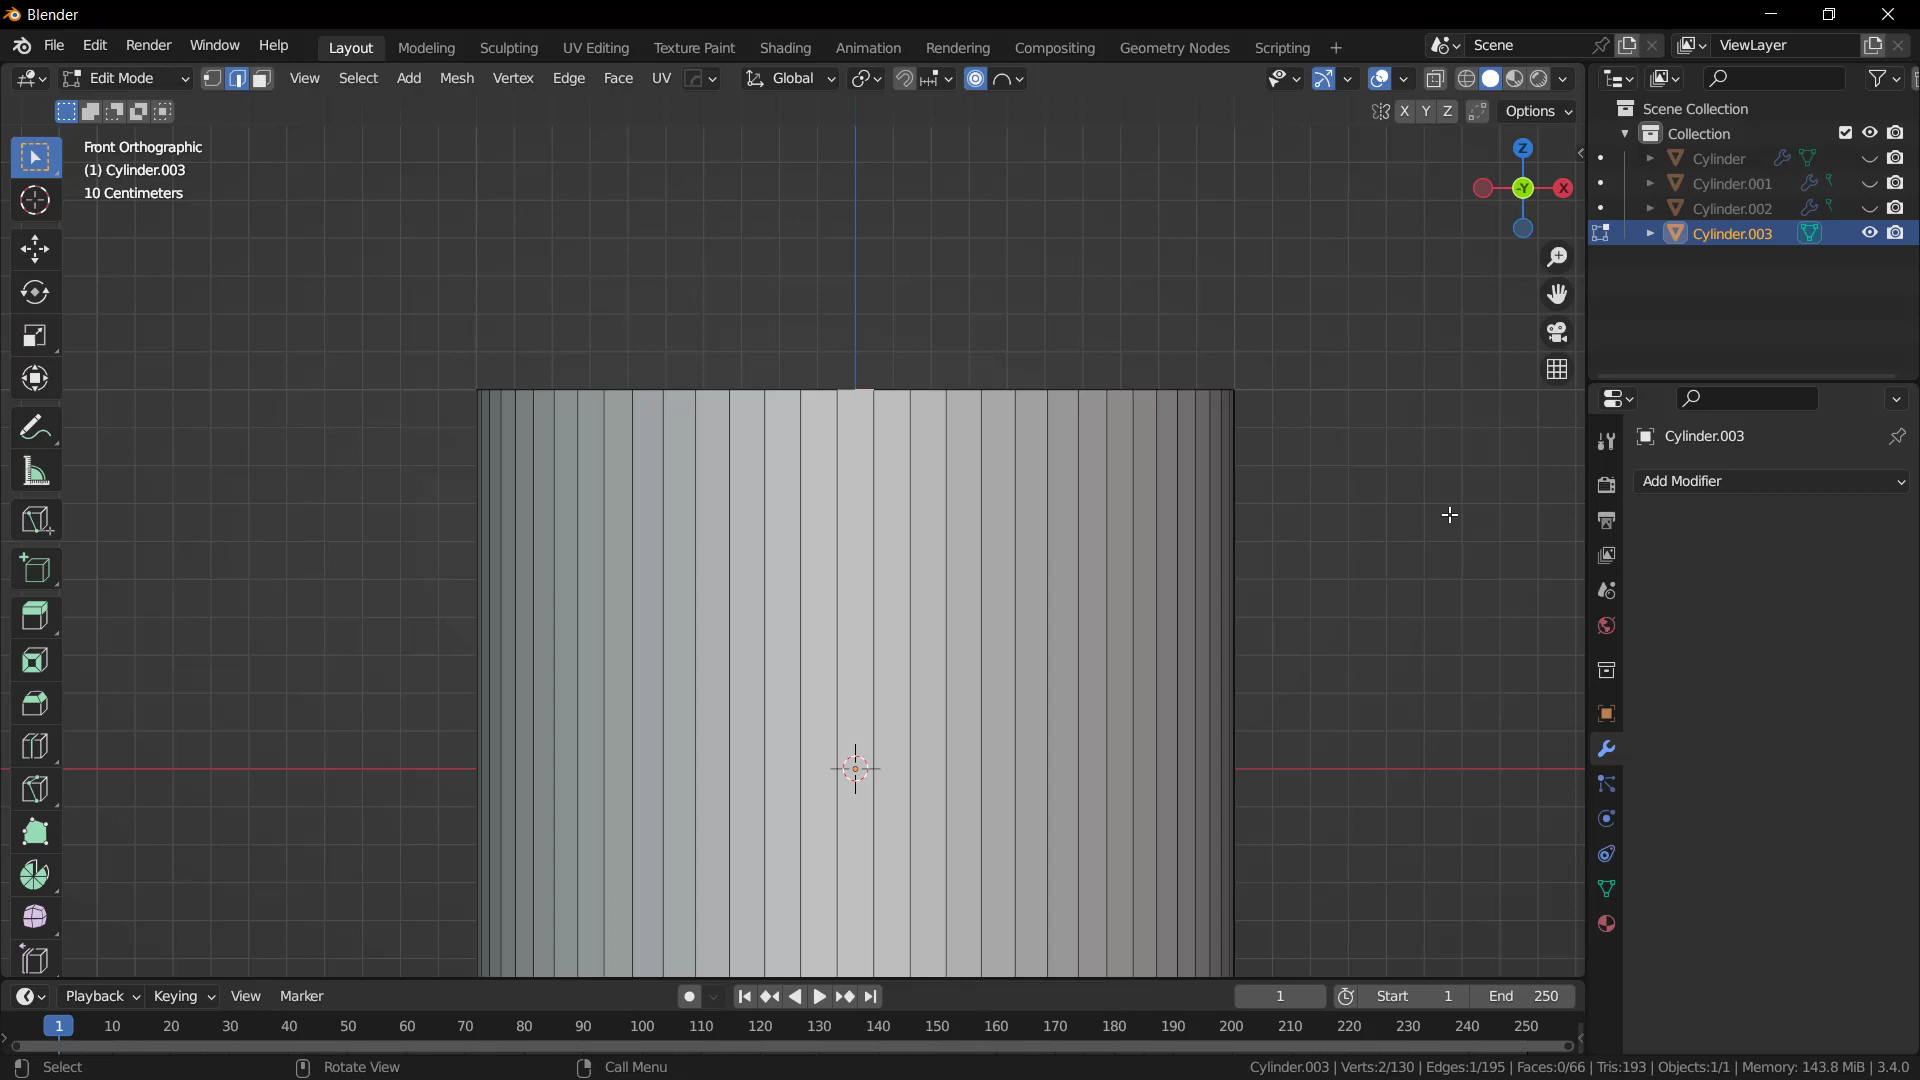 Blender
File Edit Render Window Help Layout Modeling Sculpting UV Editing Texture Paint Shading Animation Rendering Compositing Geometry Nodes Scripting + Scene ViewLayer
Edit Mode View Select Add Mesh Vertex Edge Face UV Global
X Y Z Options
Front Orthographic
(1) Cylinder.003
10 Centimeters
Z
-Y X
Scene Collection
Collection
Cylinder
Cylinder.001
Cylinder.002
Cylinder.003
Cylinder.003
Add Modifier
Playback Keying View Marker 1 Start 1 End 250
1 10 20 30 40 50 60 70 80 90 100 110 120 130 140 150 160 170 180 190 200 210 220 230 240 250
Select Rotate View Call Menu Cylinder.003 | Verts:2/130 | Edges:1/195 | Faces:0/66 | Tris:193 | Objects:1/1 | Memory: 143.8 MiB | 3.4.0